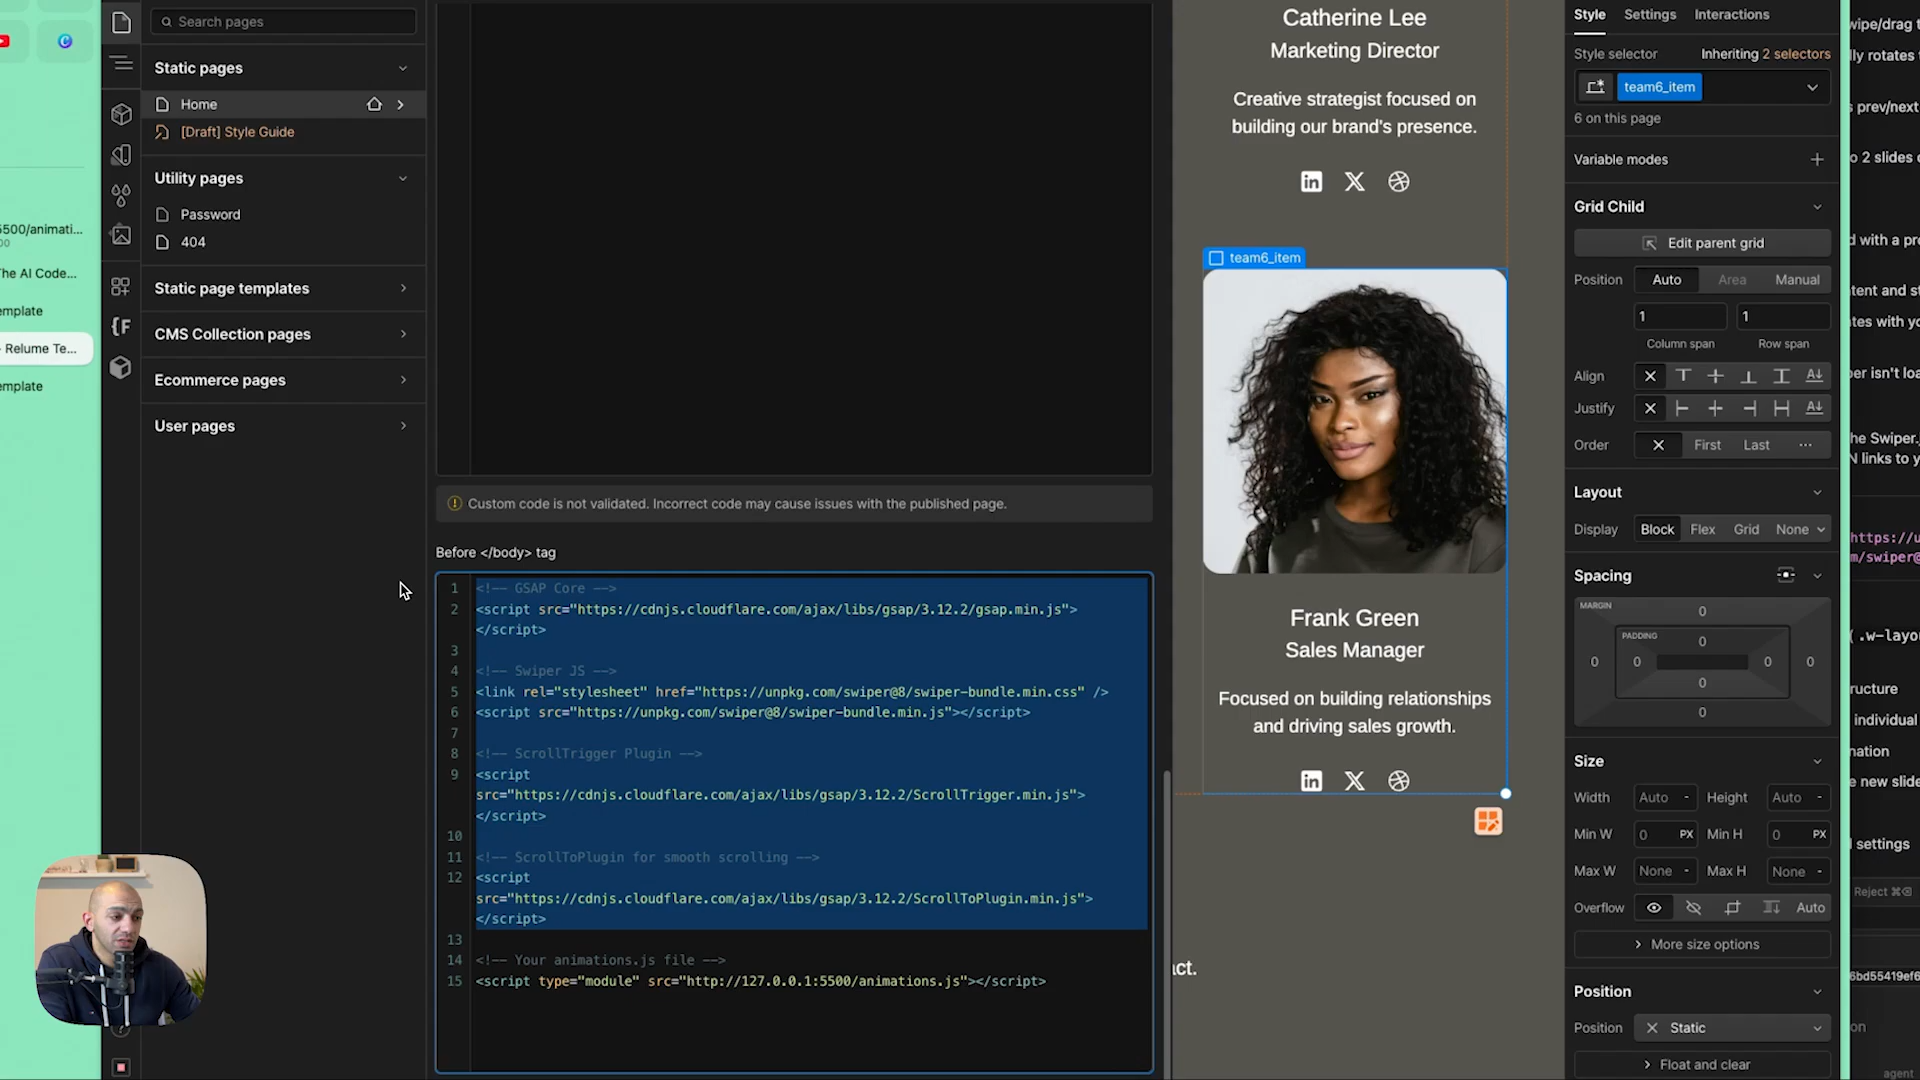 Search pages
Static pages
Home
[Draft] Style Guide
Utility pages
Password
404
Static page templates
CMS Collection pages
Ecommerce pages
User pages
5500/animati...
The AI Code...
template
Relume Te...
template
Custom code is not validated. Incorrect code may cause issues with the published page.
Before </body> tag
1 <!-- GSAP Core -->
2 <script src="https://cdnjs.cloudflare.com/ajax/libs/gsap/3.12.2/gsap.min.js">
</script>
3
4 <!-- Swiper JS -->
5 <link rel="stylesheet" href="https://unpkg.com/swiper@8/swiper-bundle.min.css" />
6 <script src="https://unpkg.com/swiper@8/swiper-bundle.min.js"></script>
7
8 <!-- ScrollTrigger Plugin -->
9 <script
src="https://cdnjs.cloudflare.com/ajax/libs/gsap/3.12.2/ScrollTrigger.min.js">
</script>
10
11 <!-- ScrollToPlugin for smooth scrolling -->
12 <script
src="https://cdnjs.cloudflare.com/ajax/libs/gsap/3.12.2/ScrollToPlugin.min.js">
</script>
13
14 <!-- Your animations.js file -->
15 <script type="module" src="http://127.0.0.1:5500/animations.js"></script>
Catherine Lee
Marketing Director
Creative strategist focused on
building our brand's presence.
team6_item
Frank Green
Sales Manager
Focused on building relationships
and driving sales growth.
act.
Style Settings Interactions
Style selector Inheriting 2 selectors
team6_item
6 on this page
Variable modes
Grid Child
Edit parent grid
Position Auto Area Manual
1 1
Column span Row span
Align
Justify
Order First Last
Layout
Display Block Flex Grid None
Spacing
MARGIN 0
PADDING 0
0 0 0 0
0
0
Size
Width Auto - Height Auto -
Min W 0 PX Min H 0 PX
Max W None - Max H None -
Overflow Auto
More size options
Position
Position Static
Float and clear
wipe/drag t
lly rotates t
s prev/next
o 2 slides o
d with a pro
tent and st
ates with yo
per isn't loa
he Swiper.
N links to y
https://u
m/swiper@
( .w-layo
ructure
individual
nation
e new slide
l settings
Reject
6bd55419ef6
on
agent